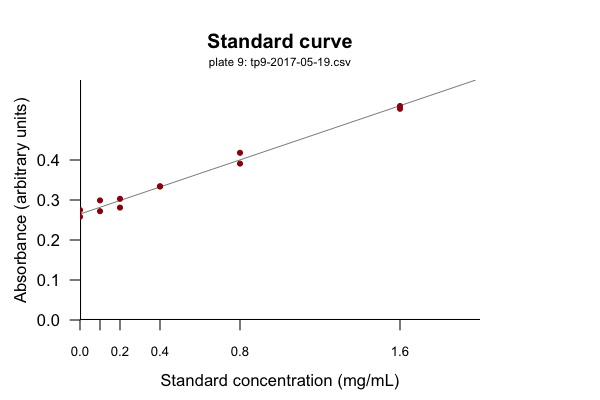 Standard curve
plate 9: tp9-2017-05-19.csv
Absorbance (arbitrary units)
0.4
0.3
0.2
0.1
0.0
0.0 0.2 0.4 0.8 1.6
Standard concentration (mg/mL)